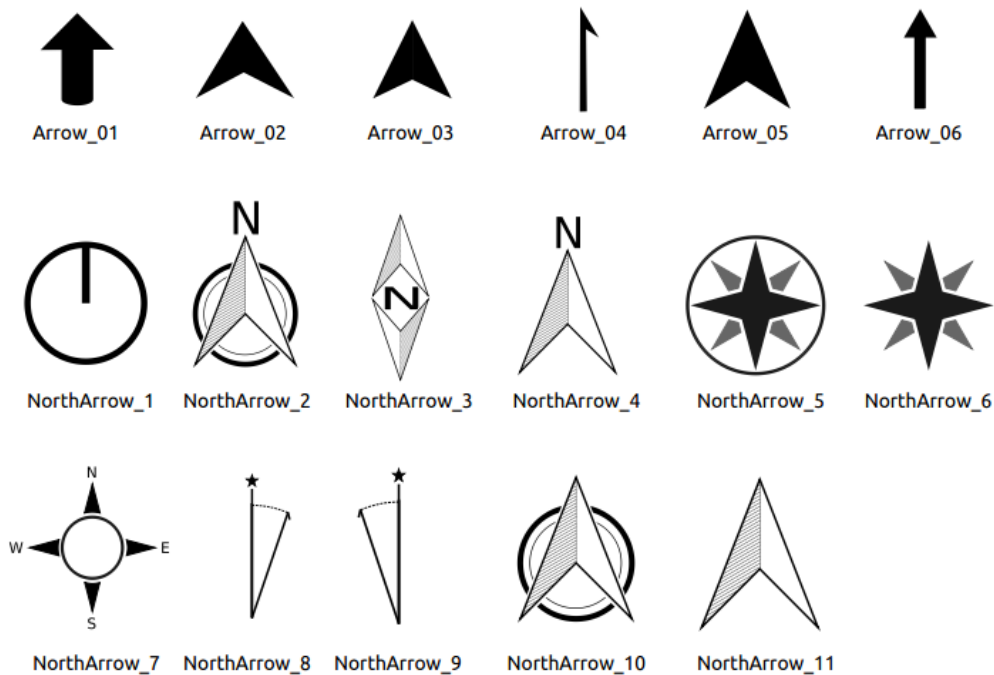 Arrow_01 Arrow_02 Arrow_03 Arrow_04 Arrow_05 Arrow_06
N N N
NorthArrow_1 NorthArrow_2 NorthArrow_3 NorthArrow_4 NorthArrow_5 NorthArrow_6
N
W E
S
NorthArrow_7 NorthArrow_8 NorthArrow_9 NorthArrow_10 NorthArrow_11